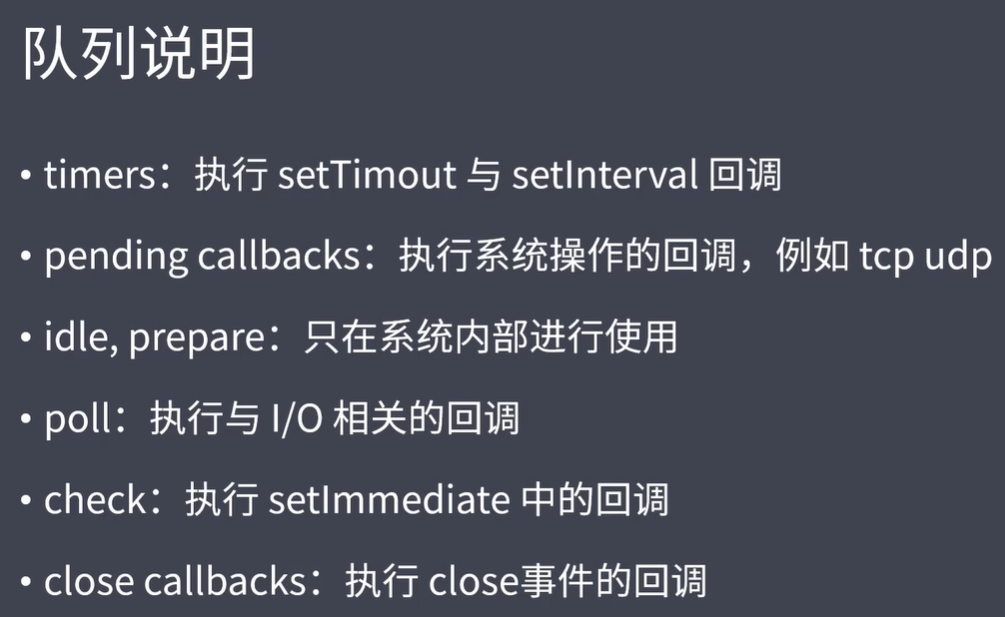 队列说明
• timers：执行 setTimout 与 setInterval 回调
• pending callbacks：执行系统操作的回调，例如 tcp udp
• idle, prepare：只在系统内部进行使用
• poll：执行与 I/O 相关的回调
• check：执行 setImmediate 中的回调
• close callbacks：执行 close事件的回调